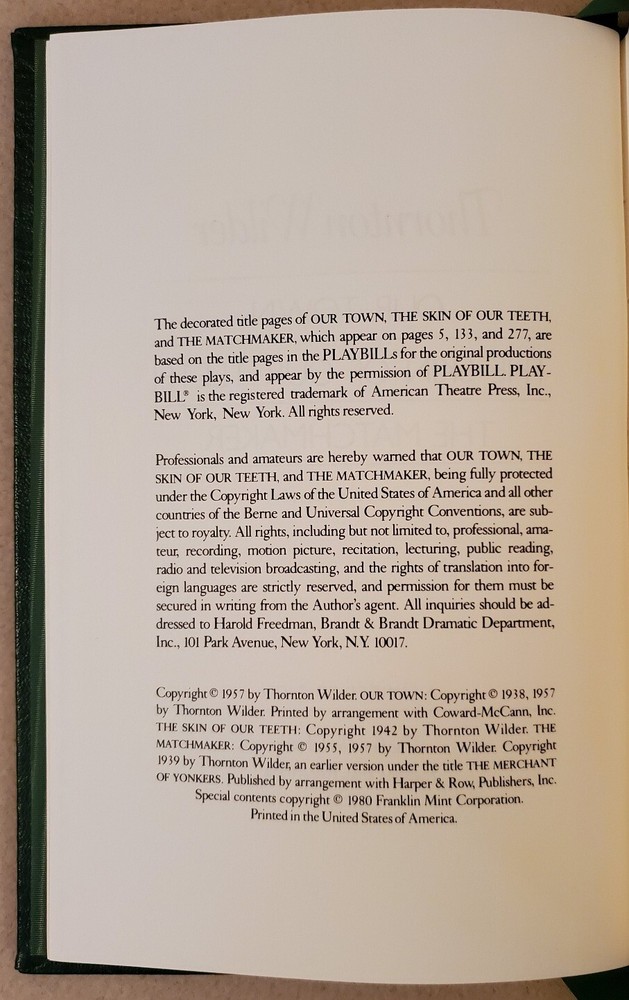 The decorated title pages of OUR TOWN, THE SKIN OF OUR TEETH,
and THE MATCHMAKER, which appear on pages 5, 133, and 277, are
based on the title pages in the PLAYBILLs for the original productions
of these plays, and appear by the permission of PLAYBILL. PLAY-
BILL® is the registered trademark of American Theatre Press, Inc.,
New York, New York. All rights reserved.
Professionals and amateurs are hereby warned that OUR TOWN, THE
SKIN OF OUR TEETH, and THE MATCHMAKER, being fully protected
under the Copyright Laws of the United States of America and all other
countries of the Berne and Universal Copyright Conventions, are sub-
ject to royalty. All rights, including but not limited to, professional, ama-
teur, recording, motion picture, recitation, lecturing, public reading,
radio and television broadcasting, and the rights of translation into for-
eign languages are strictly reserved, and permission for them must be
secured in writing from the Author's agent. All inquiries should be ad-
dressed to Harold Freedman, Brandt & Brandt Dramatic Department,
Inc., 101 Park Avenue, New York, N.Y. 10017.
Copyright © 1957 by Thornton Wilder. OUR TOWN: Copyright © 1938, 1957
by Thornton Wilder. Printed by arrangement with Coward-McCann, Inc.
THE SKIN OF OUR TEETH: Copyright 1942 by Thornton Wilder. THE
MATCHMAKER: Copyright © 1955, 1957 by Thornton Wilder. Copyright
1939 by Thornton Wilder, an earlier version under the title THE MERCHANT
OF YONKERS. Published by arrangement with Harper & Row, Publishers, Inc.
Special contents copyright © 1980 Franklin Mint Corporation.
Printed in the United States of America.